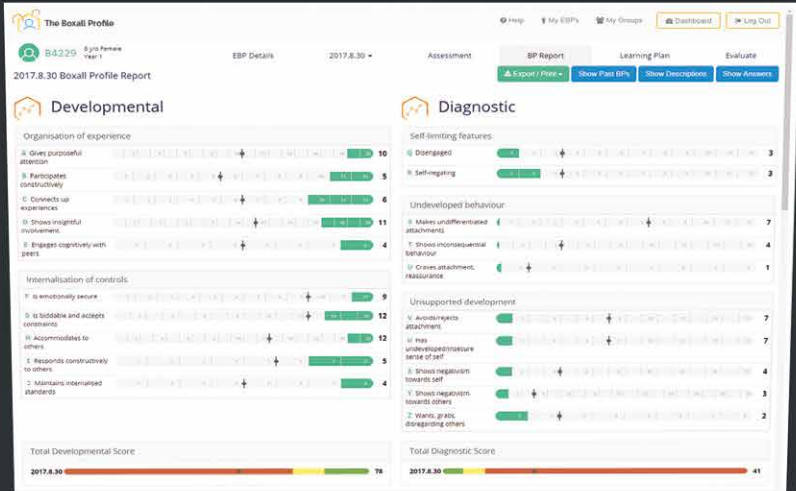 The Boxall Profile
Help
My EBPs
My Groups
Dashboard
Log Out
B4229
Female
Year 1
EBP Details
2017.8.30
Assessment
BP Report
Learning Plan
Evaluate
2017.8.30 Boxall Profile Report
Export / Print
Show Past BPs
Show Descriptions
Show Answers
Developmental
Organisation of experience
A Gives purposeful
attention
10
B Participates
constructively
5
C Connects up
experiences
6
D Shows insightful
involvement
11
E Engages cognitively with
peers
4
Internalisation of controls
F Is emotionally secure
9
G Is biddable and accepts
constraints
12
H Accommodates to
others
12
I Responds constructively
to others
5
J Maintains internalised
standards
4
Total Developmental Score
2017.8.30
78
Diagnostic
Self-limiting features
Q Disengaged
3
R Self-negating
3
Undeveloped behaviour
S Makes undifferentiated
attachments
7
T Shows inconsequential
behaviour
4
U Craves attachment,
reassurance
1
Unsupported development
V Avoids/rejects
attachment
7
W Has
undeveloped/insecure
sense of self
7
X Shows negativism
towards self
4
Y Shows negativism
towards others
3
Z Wants, grabs,
disregarding others
2
Total Diagnostic Score
2017.8.30
41